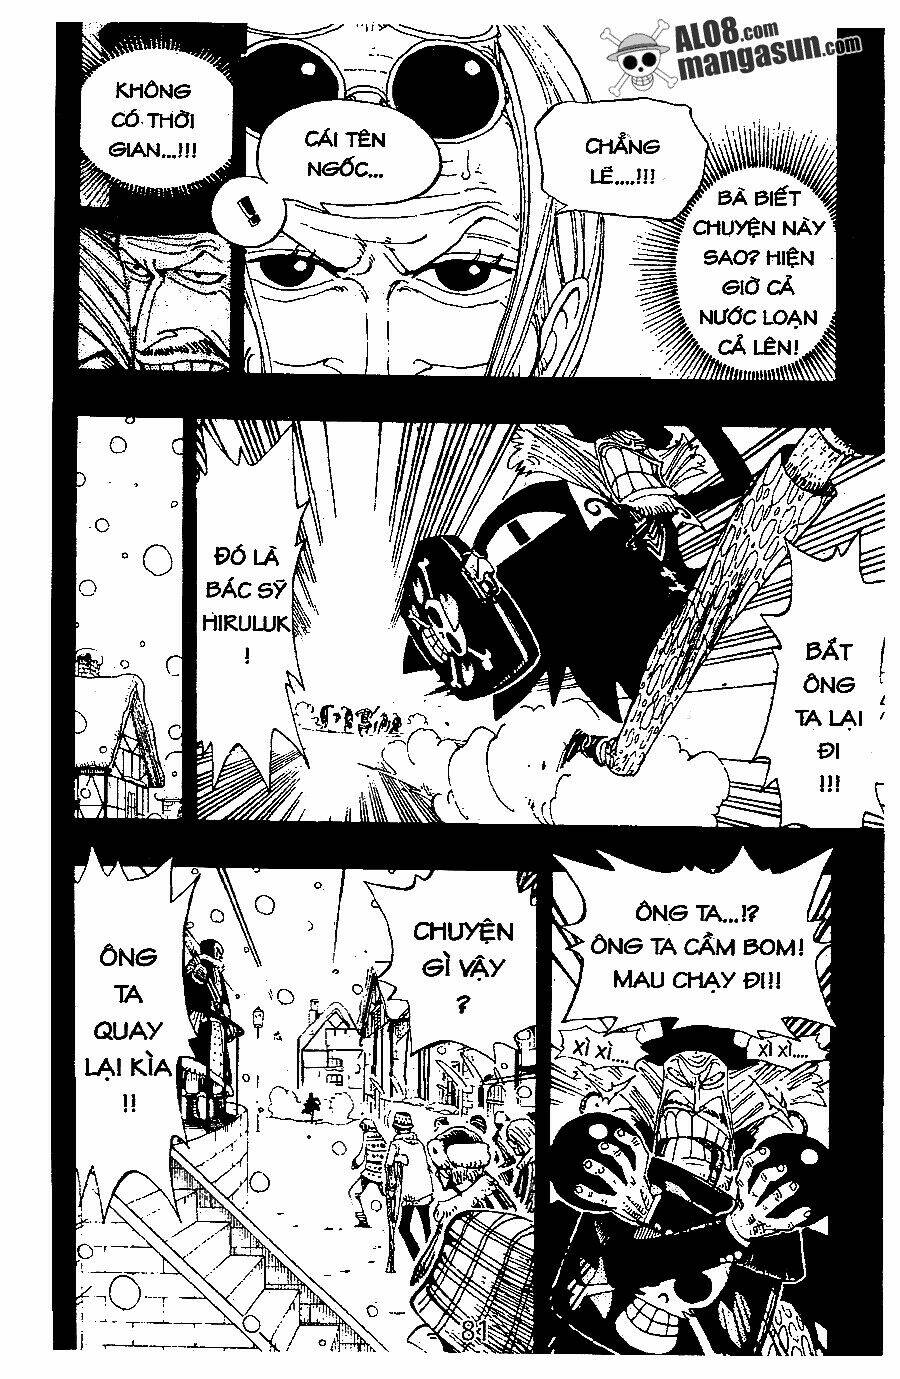 AL08.com
mangasun.com
KHÔNG
CÓ THỜI
GIAN...!!!
CÁI TÊN
NGỐC...
!!
CHẲNG
LẼ....!!!
BÀ BIẾT
CHUYỆN NÀY
SAO? HIỆN
GIỜ CẢ
NƯỚC LOẠN
CẢ LÊN!
ĐÓ LÀ
BÁC SỸ
HIRULUK
!
BẮT
ÔNG
TA LẠI
ĐI
!!!
ÔNG
TA
QUAY
LẠI KÌA
!!
CHUYỆN
GÌ VẬY
?
ÔNG TA...!?
ÔNG TA CẦM BOM!
MAU CHẠY ĐI!!!
XÌ XÌ....
XÌ XÌ....
81